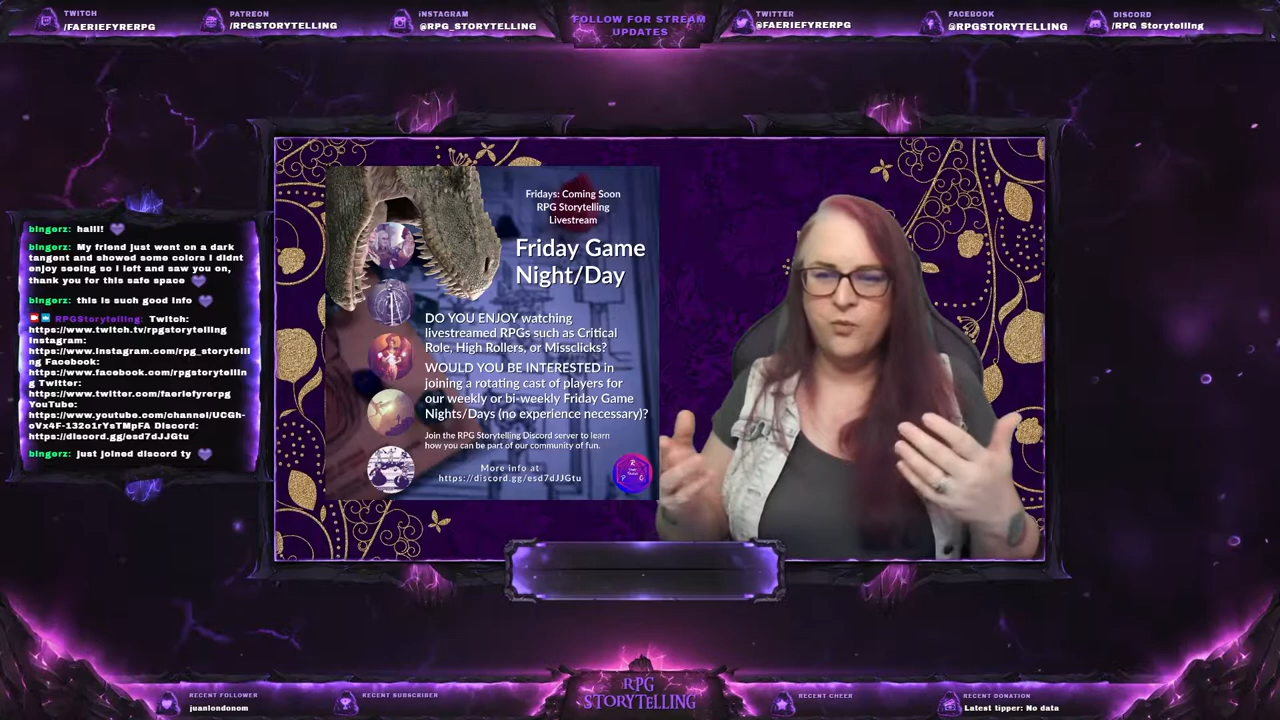 TWITCH
/FAERIEFYRERPG
PATREON
/RPGSTORYTELLING
INSTAGRAM
@RPG_STORYTELLING
FOLLOW FOR STREAM
UPDATES
TWITTER
@FAERIEFYRERPG
FACEBOOK
@RPGSTORYTELLING
DISCORD
/RPG Storytelling
bingerz: haiii!
bingerz: My friend just went on a dark
tangent and showed some colors I didnt
enjoy seeing so I left and saw you on,
thank you for this safe space
bingerz: this is such good info
RPGStorytelling: Twitch:
https://www.twitch.tv/rpgstorytelling
Instagram:
https://www.instagram.com/rpg_storytelli
ng Facebook:
https://www.facebook.com/rpgstorytellin
g Twitter:
https://www.twitter.com/faeriefyrerpg
YouTube:
https://www.youtube.com/channel/UCGh-
oVx4F-132o1rYsTMpFA Discord:
https://discord.gg/esd7dJJGtu
bingerz: just joined discord ty
Fridays: Coming Soon
RPG Storytelling
Livestream
Friday Game
Night/Day
DO YOU ENJOY watching
livestreamed RPGs such as Critical
Role, High Rollers, or Missclicks?
WOULD YOU BE INTERESTED in
joining a rotating cast of players for
our weekly or bi-weekly Friday Game
Nights/Days (no experience necessary)?
Join the RPG Storytelling Discord server to learn
how you can be part of our community of fun.
More info at
https://discord.gg/esd7dJJGtu
R
P
G
RECENT FOLLOWER
juanlondonom
RECENT SUBSCRIBER
RPG
STORYTELLING
RECENT CHEER
RECENT DONATION
Latest tipper: No data